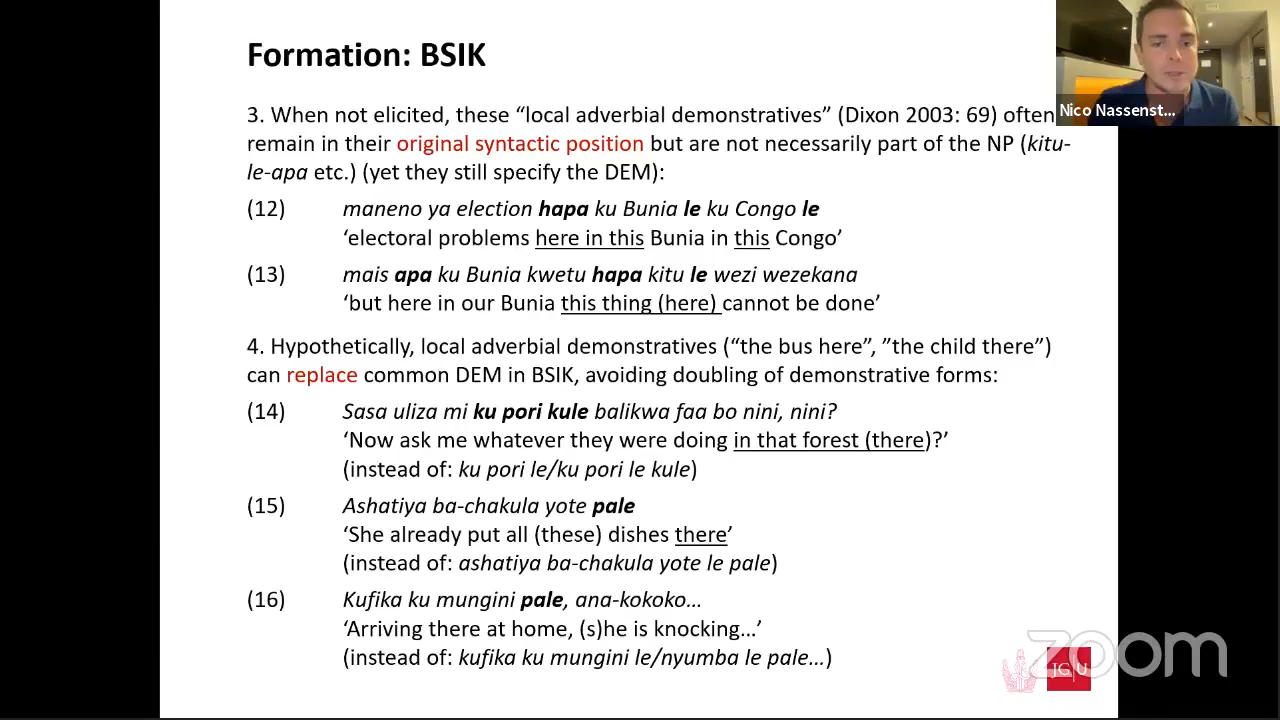 Formation: BSIK
3. When not elicited, these “local adverbial demonstratives” (Dixon 2003: 69) often
remain in their original syntactic position but are not necessarily part of the NP (kitu-
le-apa etc.) (yet they still specify the DEM):
(12) maneno ya election hapa ku Bunia le ku Congo le
‘electoral problems here in this Bunia in this Congo’
(13) mais apa ku Bunia kwetu hapa kitu le wezi wezekana
‘but here in our Bunia this thing (here) cannot be done’
4. Hypothetically, local adverbial demonstratives (“the bus here”, ”the child there”)
can replace common DEM in BSIK, avoiding doubling of demonstrative forms:
(14) Sasa uliza mi ku pori kule balikwa faa bo nini, nini?
‘Now ask me whatever they were doing in that forest (there)?’
(instead of: ku pori le/ku pori le kule)
(15) Ashatiya ba-chakula yote pale
‘She already put all (these) dishes there’
(instead of: ashatiya ba-chakula yote le pale)
(16) Kufika ku mungini pale, ana-kokoko…
‘Arriving there at home, (s)he is knocking…’
(instead of: kufika ku mungini le/nyumba le pale…)
Nico Nassenst...
JG|U
zoom